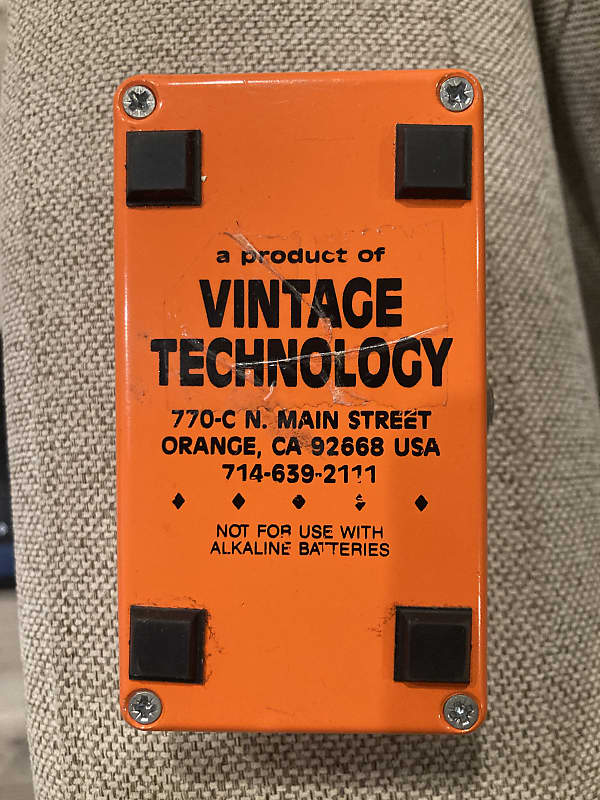 a product of
VINTAGE
TECHNOLOGY
770-C N. MAIN STREET
ORANGE, CA 92668 USA
714-639-2111
NOT FOR USE WITH
ALKALINE BATTERIES